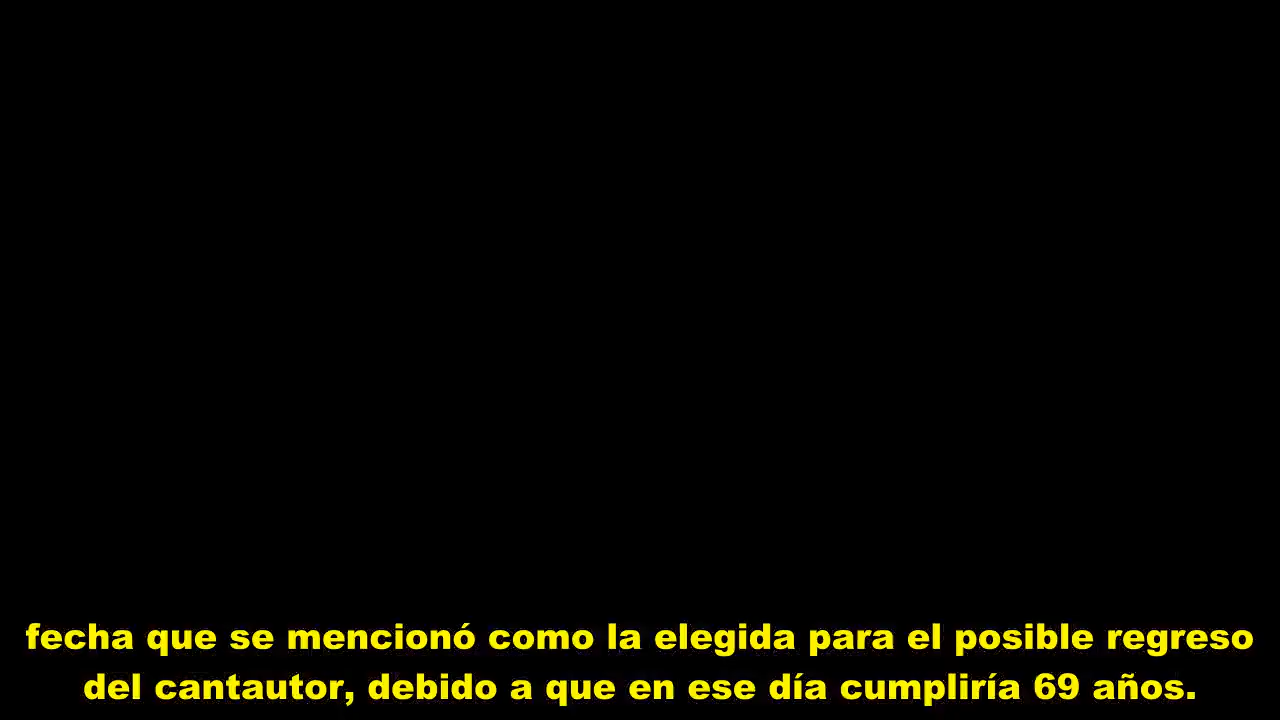 fecha que se mencionó como la elegida para el posible regreso
del cantautor, debido a que en ese día cumpliría 69 años.